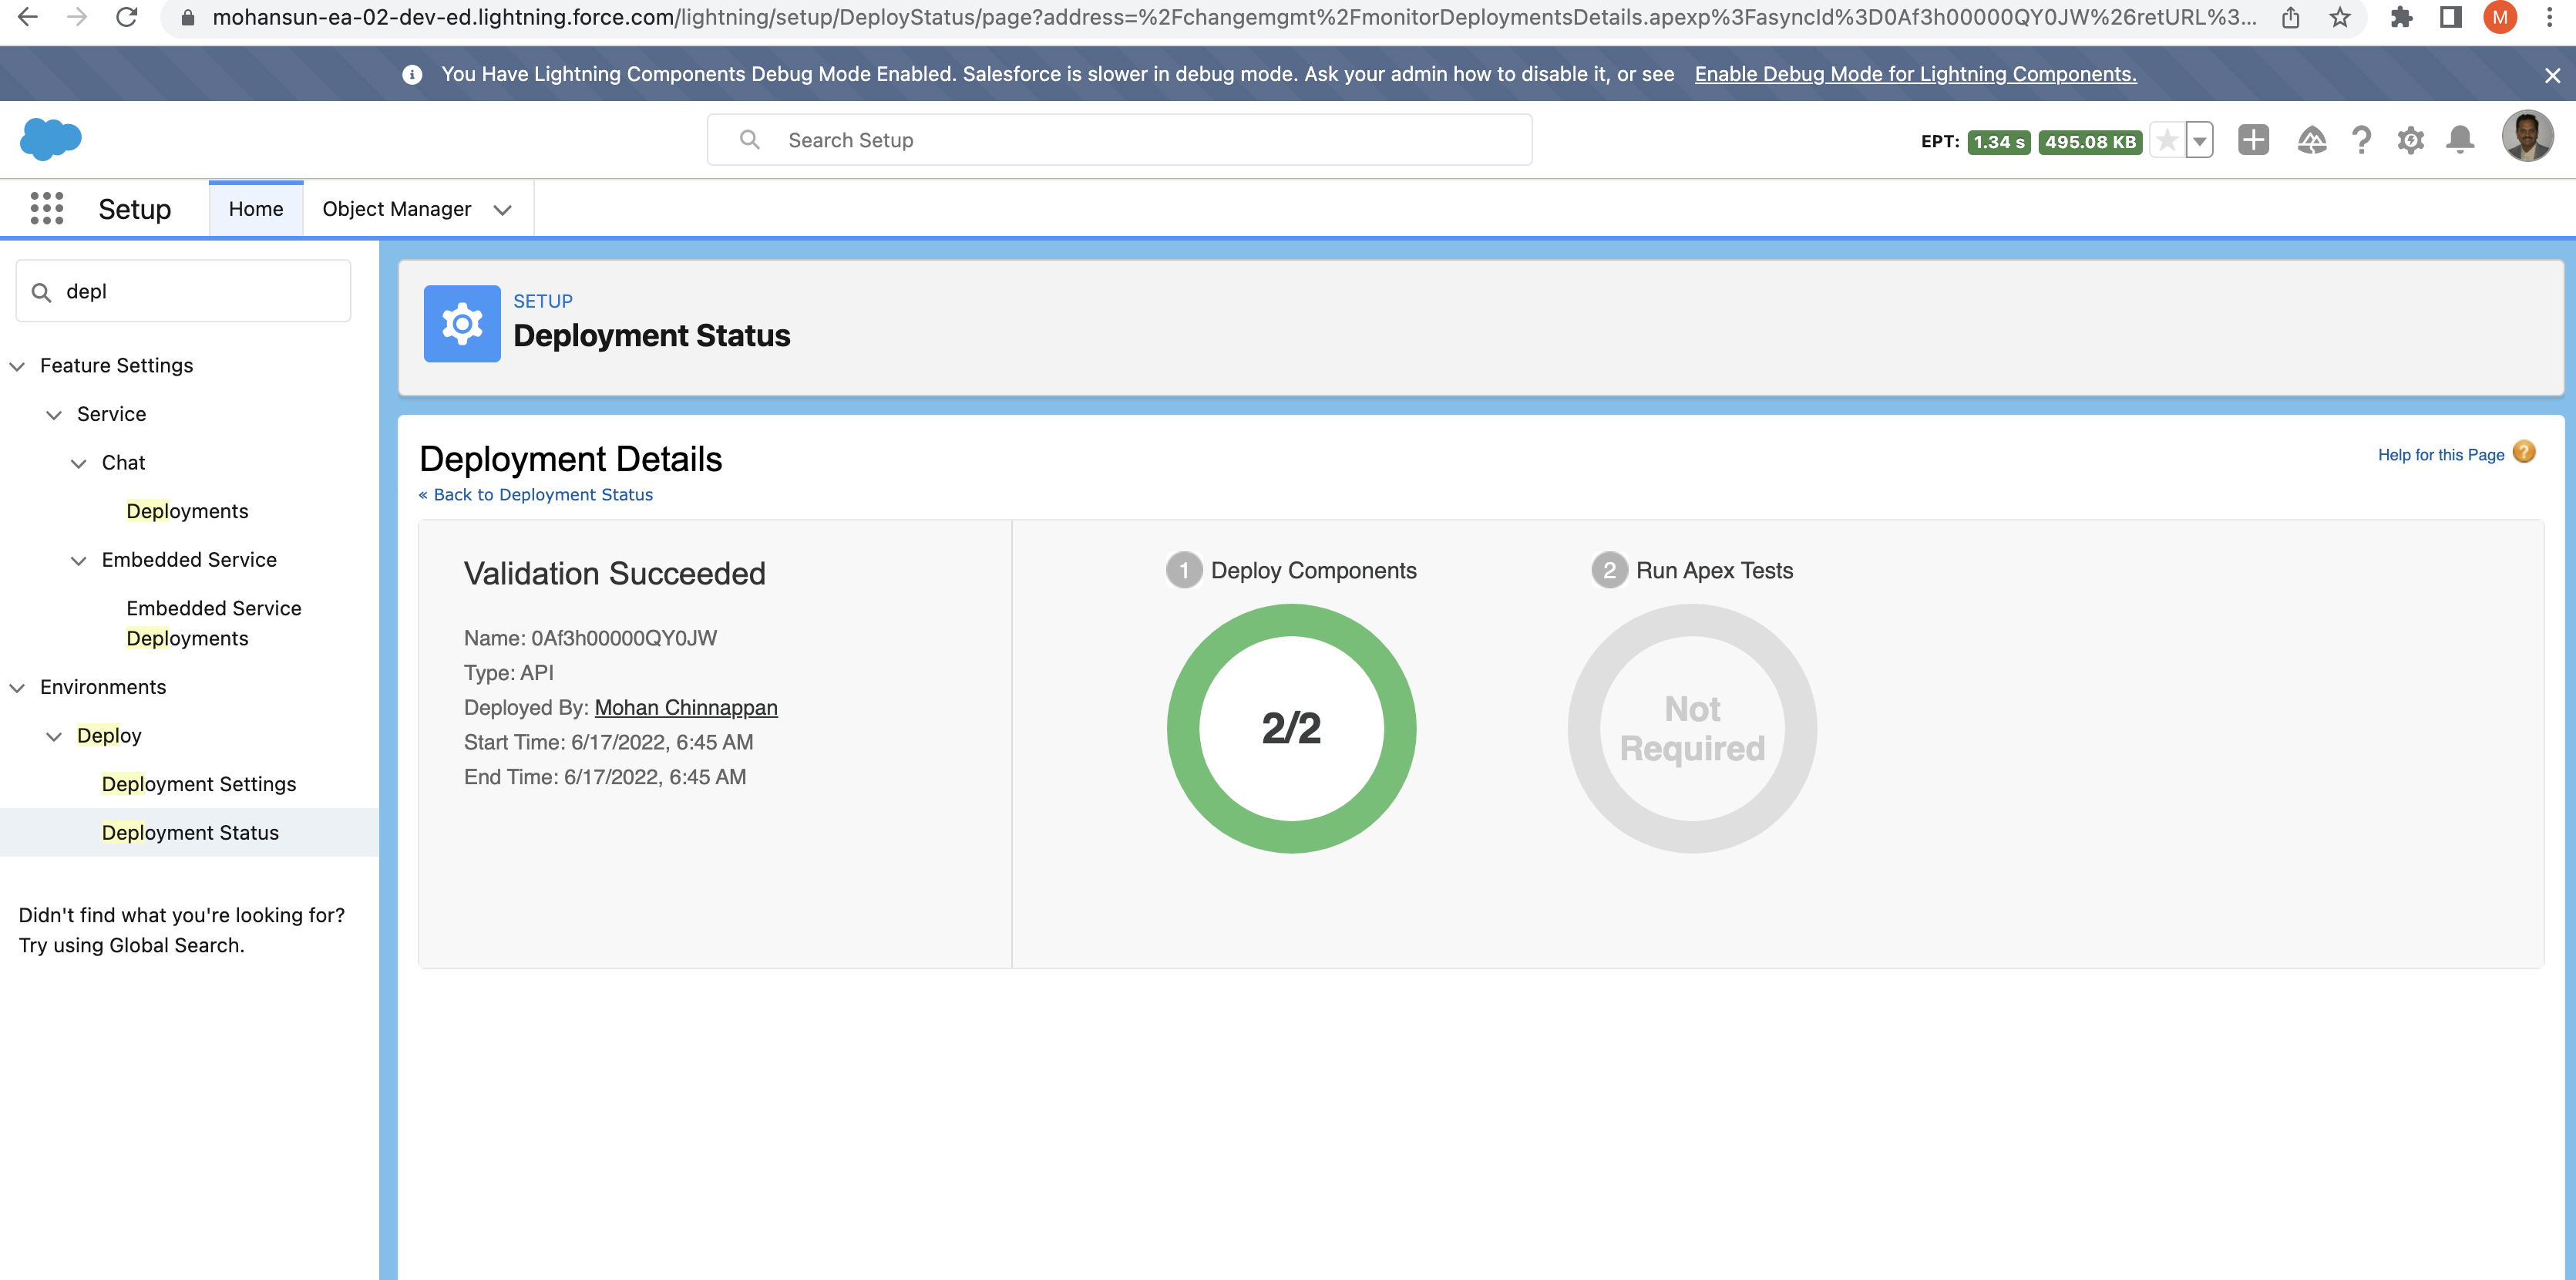 mohansun-ea-02-dev-ed.lightning.force.com/lightning/setup/DeployStatus/page?address=%2Fchangemgmt%2FmonitorDeploymentsDetails.apexp%3FasyncId%3D0Af3h00000QY0JW%26retURL%3...
M
You Have Lightning Components Debug Mode Enabled. Salesforce is slower in debug mode. Ask your admin how to disable it, or see Enable Debug Mode for Lightning Components.
Search Setup
EPT: 1.34 s 495.08 KB
Setup
Home
Object Manager
depl
Feature Settings
Service
Chat
Deployments
Embedded Service
Embedded Service
Deployments
Environments
Deploy
Deployment Settings
Deployment Status
Didn't find what you're looking for?
Try using Global Search.
SETUP
Deployment Status
Deployment Details
Help for this Page ?
« Back to Deployment Status
Validation Succeeded
Name: 0Af3h00000QY0JW
Type: API
Deployed By: Mohan Chinnappan
Start Time: 6/17/2022, 6:45 AM
End Time: 6/17/2022, 6:45 AM
1 Deploy Components
2/2
2 Run Apex Tests
Not
Required